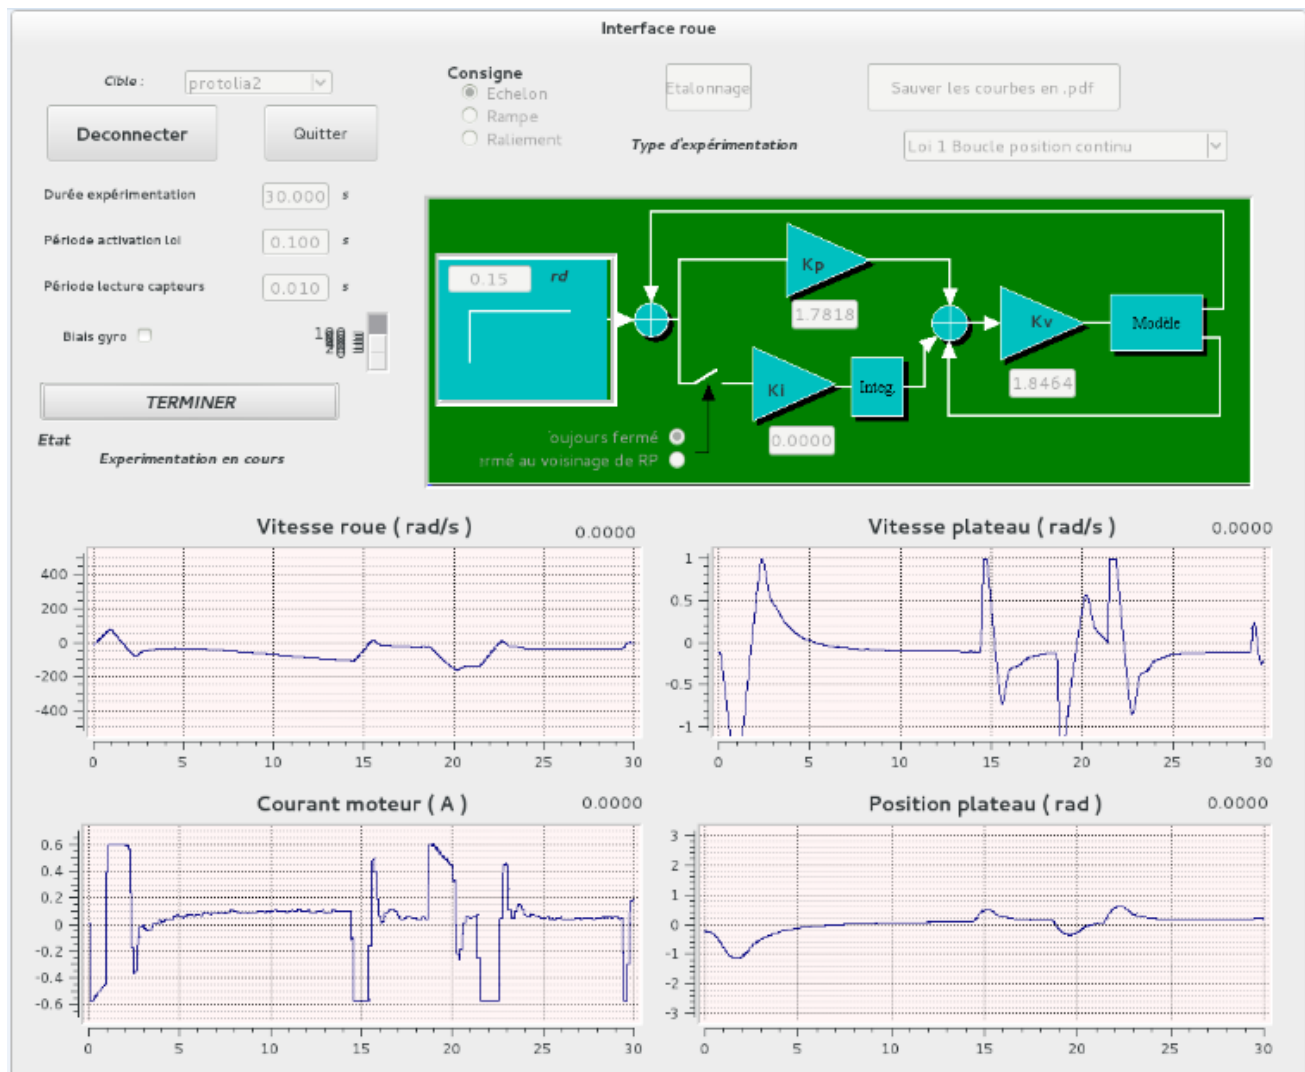 Interface roue
Cible :
protolia2
Deconnecter
Quitter
Consigne
Echelon
Rampe
Raliement
Etalonnage
Sauver les courbes en .pdf
Type d'expérimentation
Loi 1 Boucle position continu
Durée expérimentation
30.000 s
Période activation loi
0.100 s
Période lecture capteurs
0.010 s
Biais gyro
TERMINER
Etat
Experimentation en cours
0.15 rd
Kp
1.7818
Ki
0.0000
Integ.
Kv
1.8464
Modèle
oujours fermé
rmé au voisinage de RP
Vitesse roue ( rad/s )
0.0000
400
200
0
-200
-400
0 5 10 15 20 25 30
Vitesse plateau ( rad/s )
0.0000
1
0.5
0
-0.5
-1
0 5 10 15 20 25 30
Courant moteur ( A )
0.0000
0.6
0.4
0.2
0
-0.2
-0.4
-0.6
0 5 10 15 20 25 30
Position plateau ( rad )
0.0000
3
2
1
0
-1
-2
-3
0 5 10 15 20 25 30